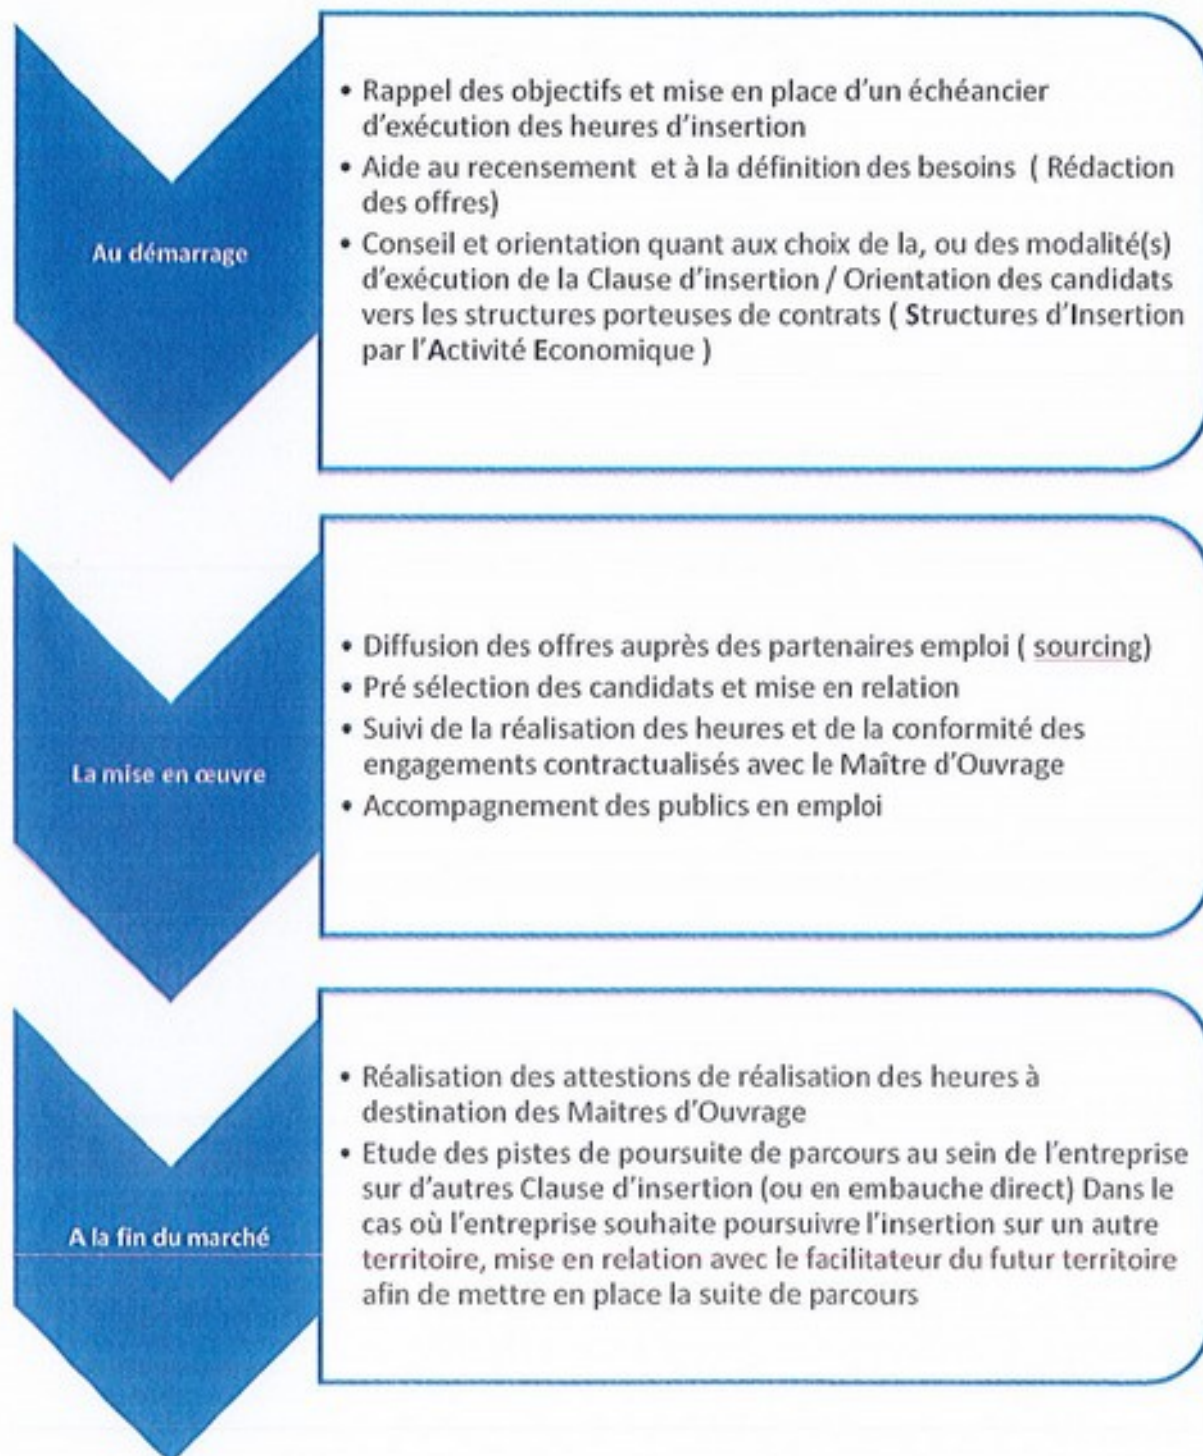 Au démarrage
• Rappel des objectifs et mise en place d'un échéancier
d'exécution des heures d'insertion
• Aide au recensement et à la définition des besoins ( Rédaction
des offres)
• Conseil et orientation quant aux choix de la, ou des modalité(s)
d'exécution de la Clause d'insertion / Orientation des candidats
vers les structures porteuses de contrats ( Structures d'Insertion
par l'Activité Economique )
La mise en œuvre
• Diffusion des offres auprès des partenaires emploi ( sourcing)
• Pré sélection des candidats et mise en relation
• Suivi de la réalisation des heures et de la conformité des
engagements contractualisés avec le Maître d'Ouvrage
• Accompagnement des publics en emploi
A la fin du marché
• Réalisation des attestions de réalisation des heures à
destination des Maitres d'Ouvrage
• Etude des pistes de poursuite de parcours au sein de l'entreprise
sur d'autres Clause d'insertion (ou en embauche direct) Dans le
cas où l'entreprise souhaite poursuivre l'insertion sur un autre
territoire, mise en relation avec le facilitateur du futur territoire
afin de mettre en place la suite de parcours